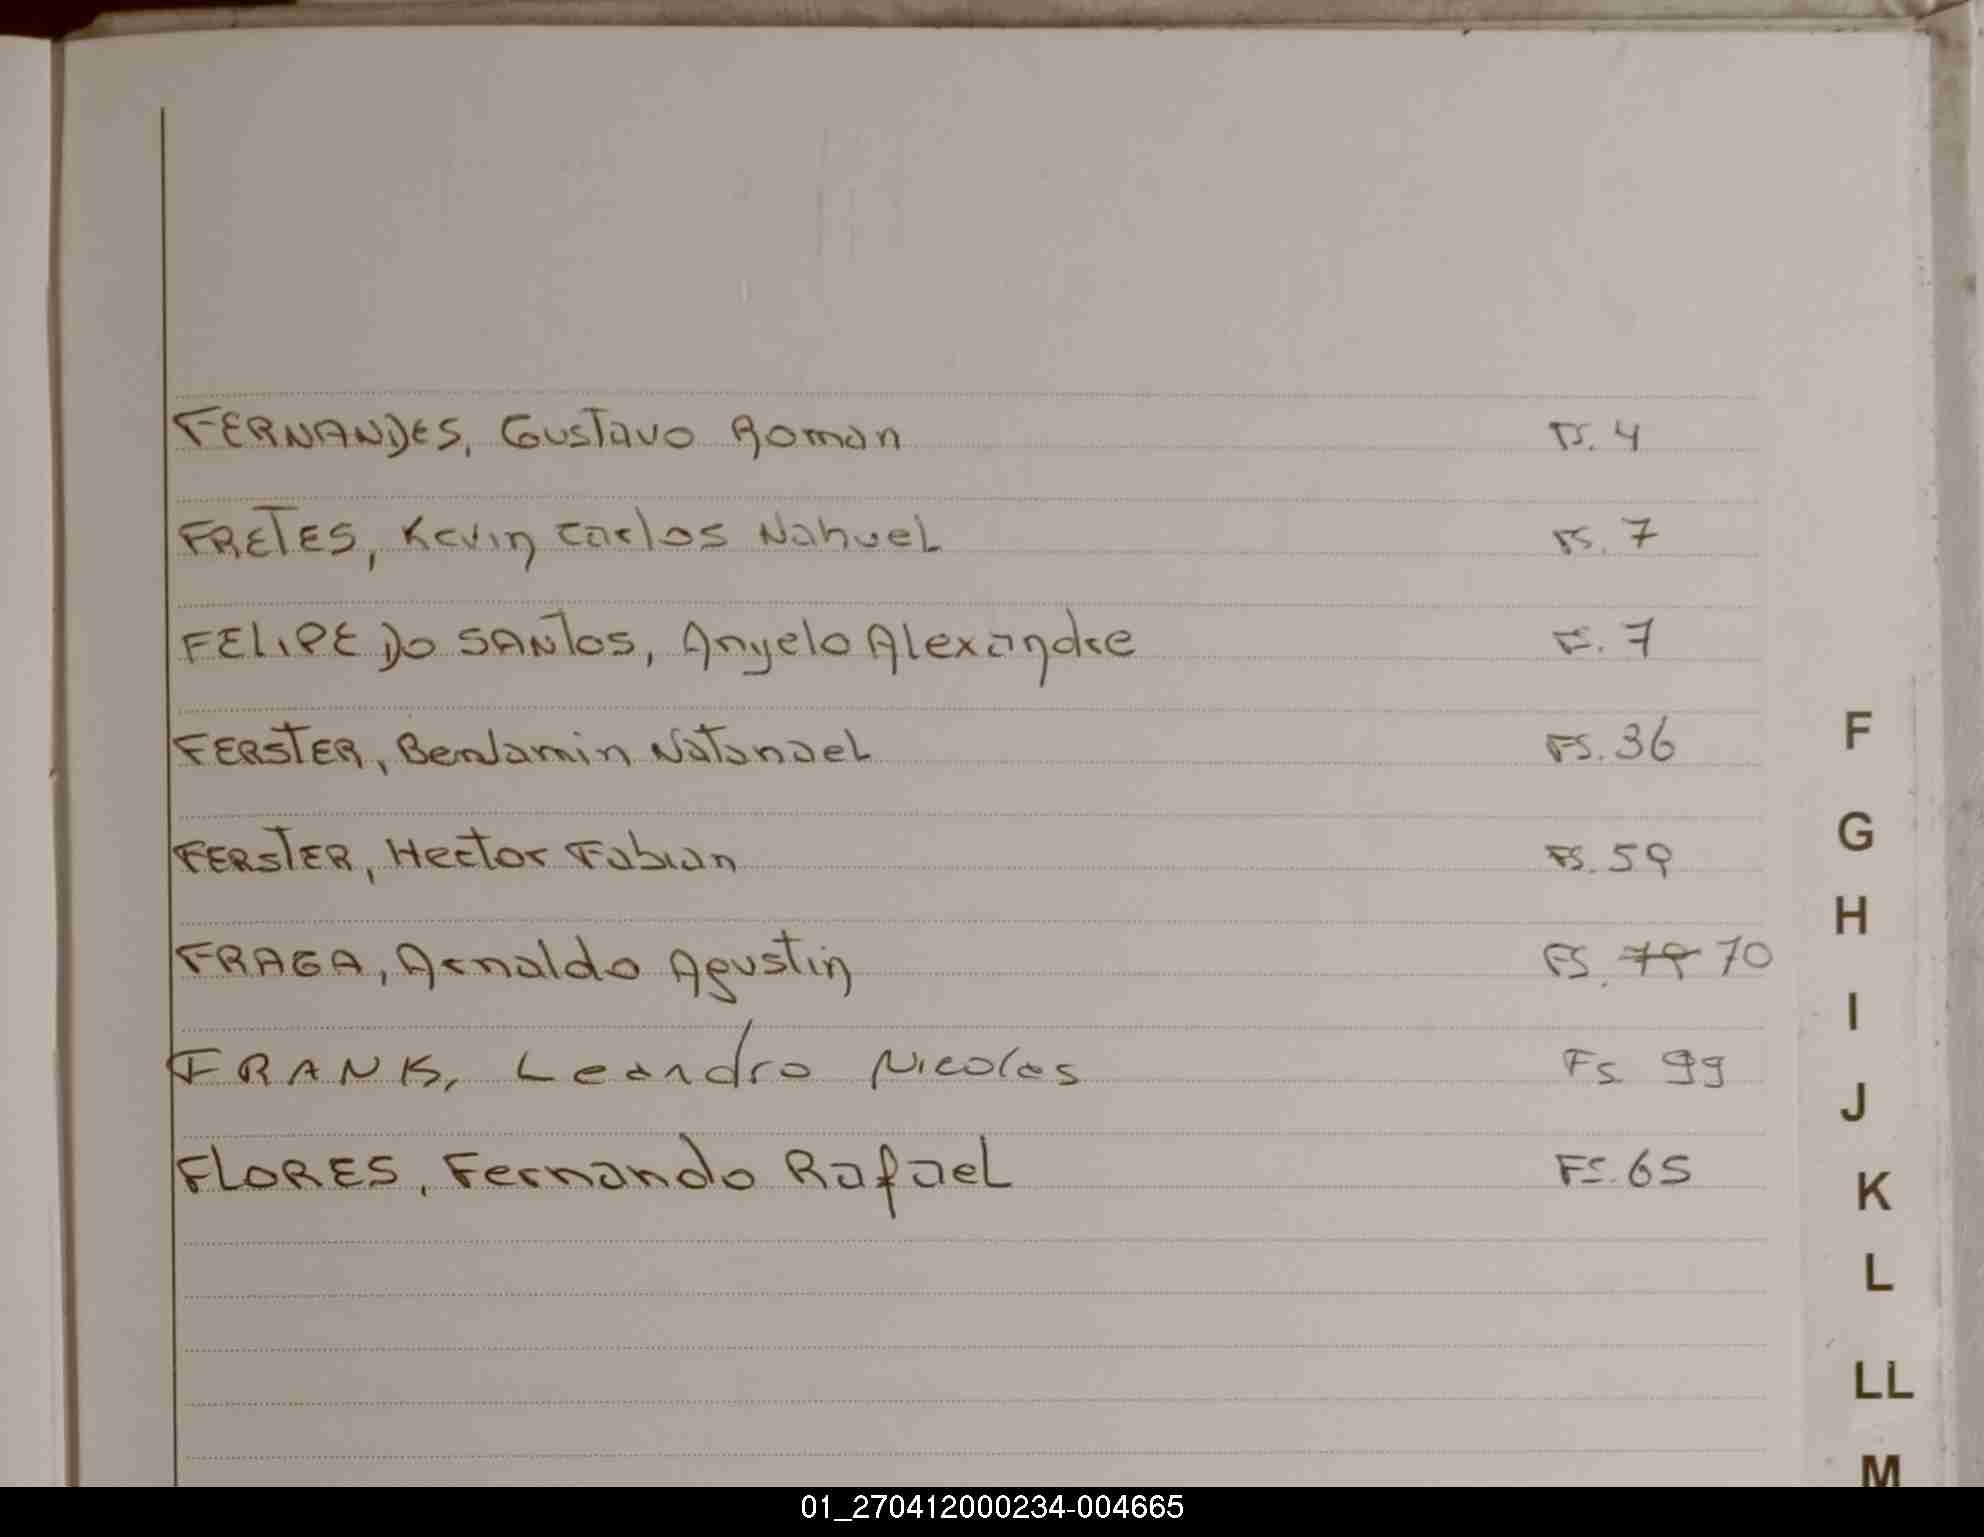 FERNANDES, Gustavo Roman Fs. 4
FRETES, Kevin Carlos Nahuel Fs. 7
FELIPE DO SANTOS, Anyelo Alexandre Fs. 7
FERSTER, Benjamin Natanael Fs. 36
FERSTER, Hector Fabian Fs. 59
FRAGA, Arnaldo Agustin Fs. 79 70
FRANK, Leandro Nicolas Fs 99
FLORES, Fernando Rafael Fs. 65
F
G
H
I
J
K
L
LL
M
01_270412000234-004665